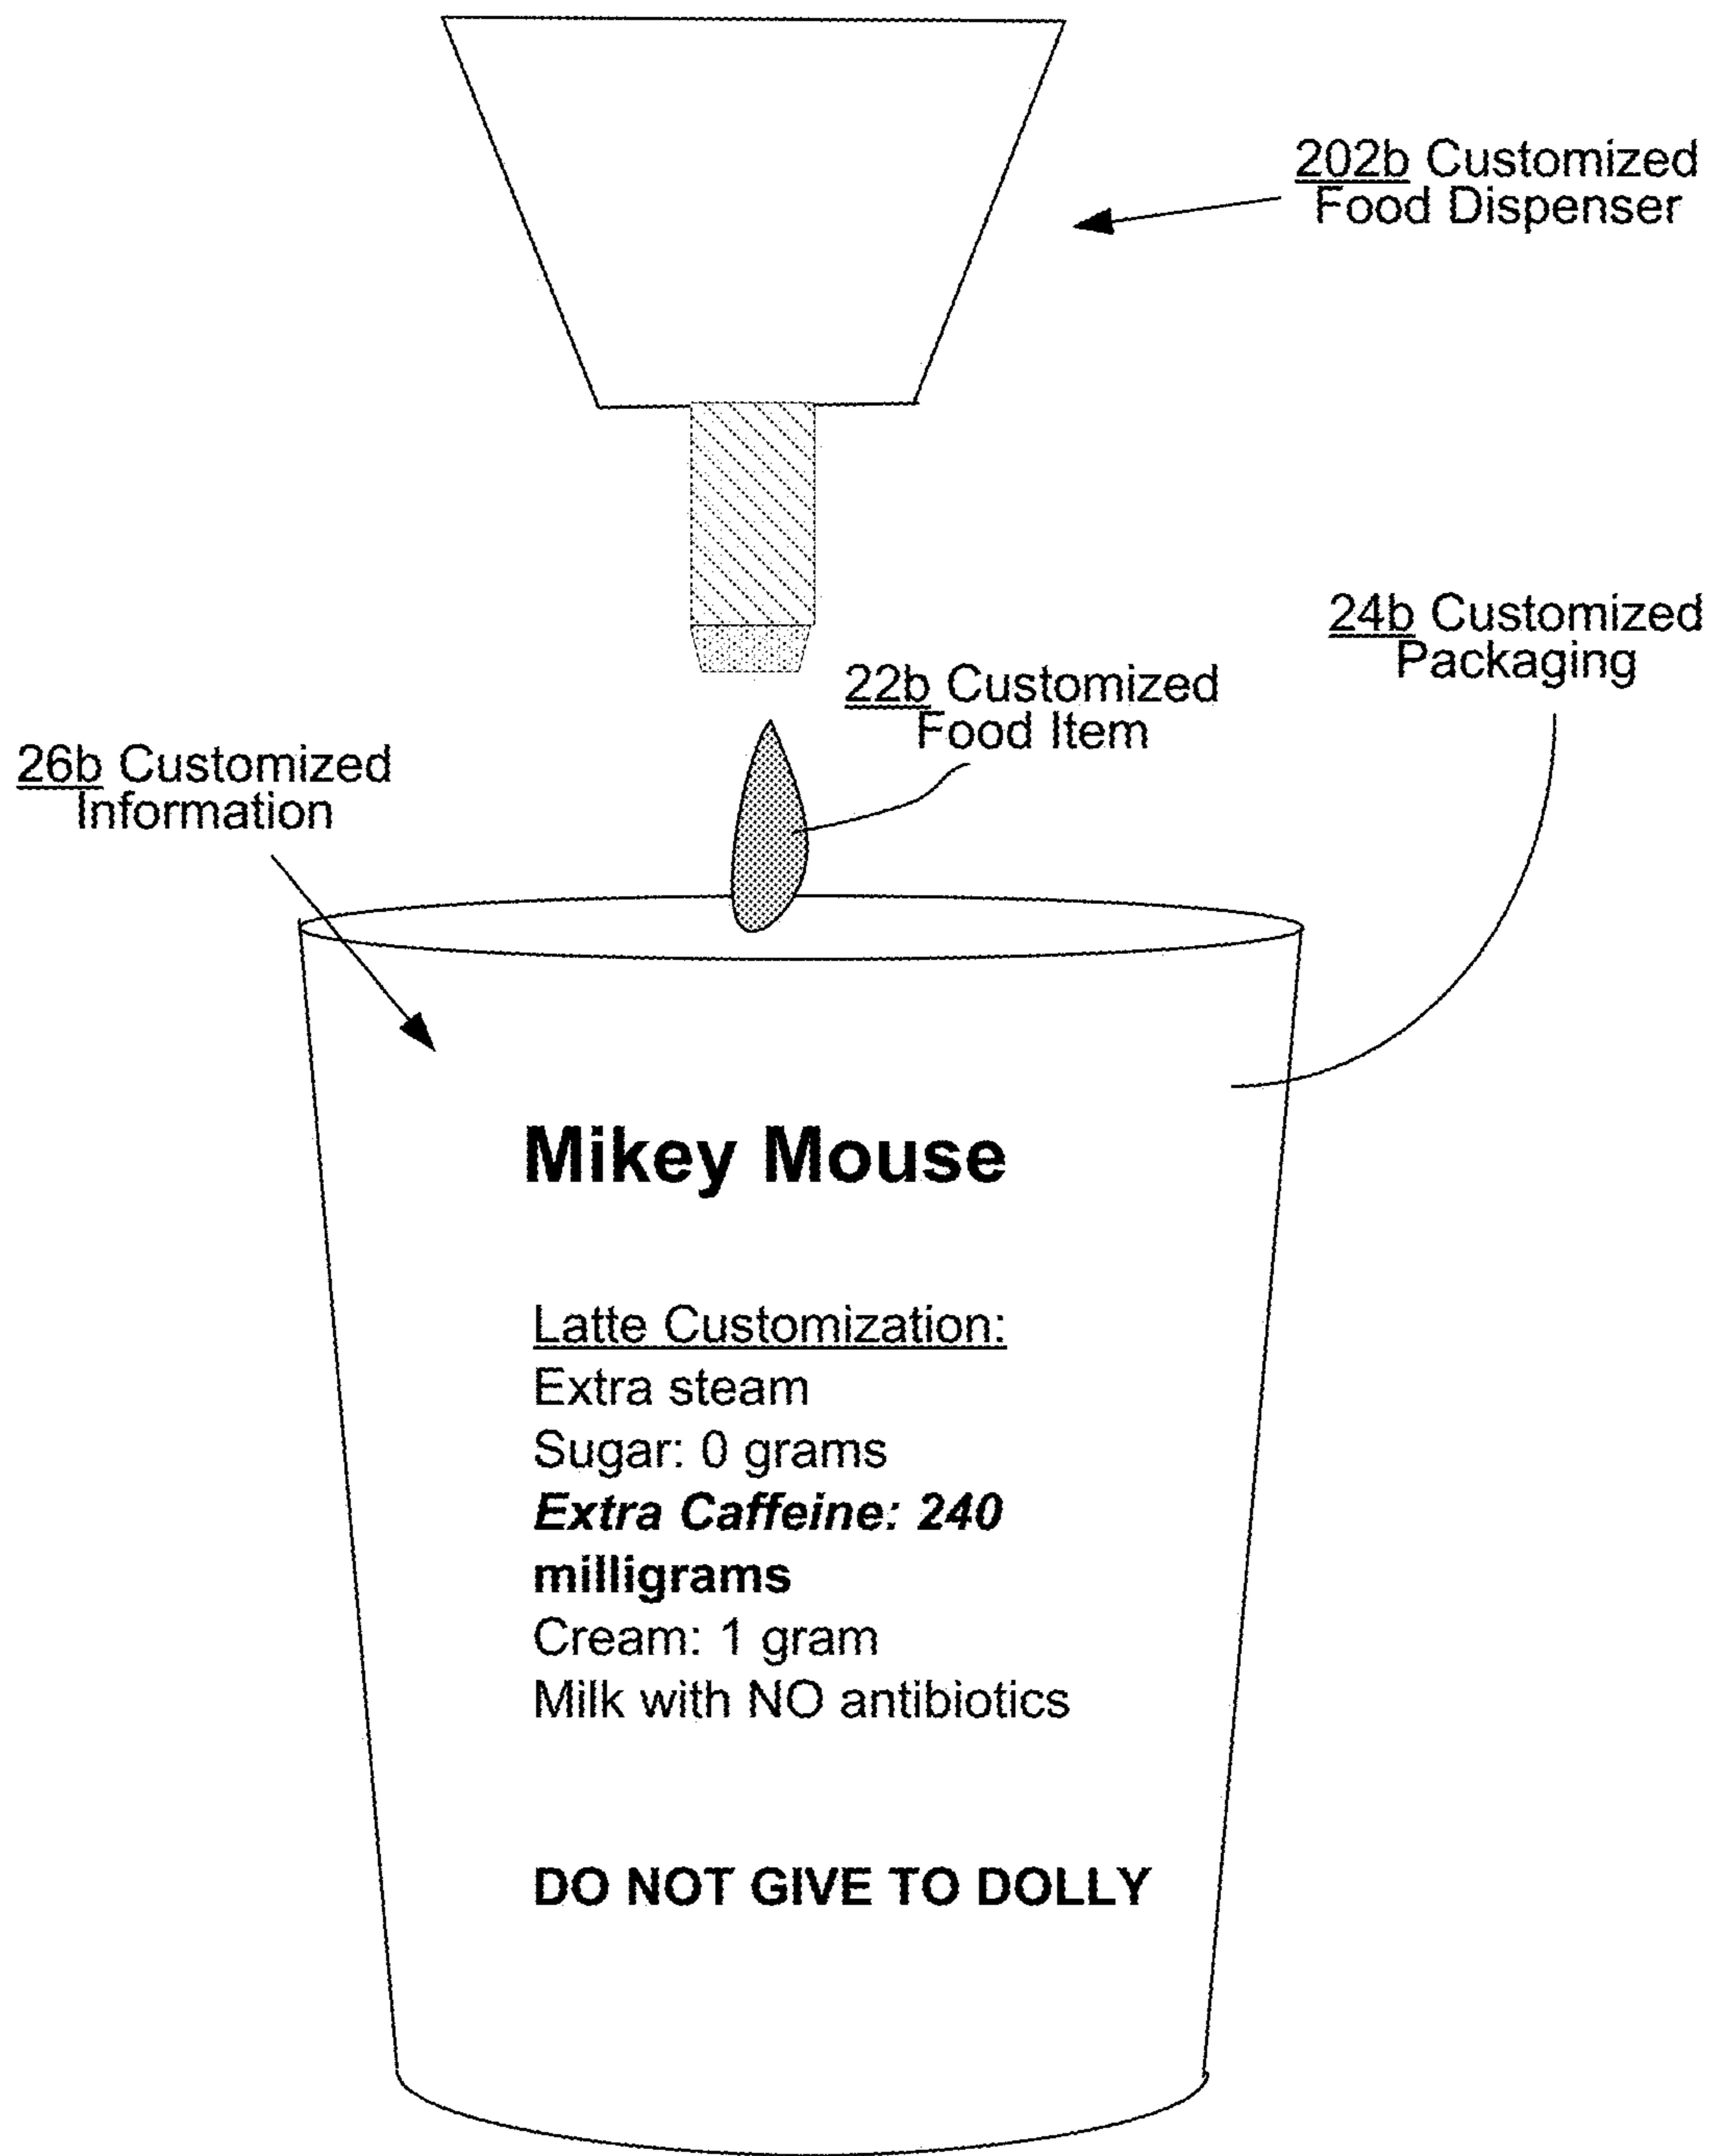 202b Customized
Food Dispenser
24b Customized
Packaging
22b Customized
Food Item
26b Customized
Information
Mikey Mouse
Latte Customization:
Extra steam
Sugar: 0 grams
Extra Caffeine: 240
milligrams
Cream: 1 gram
Milk with NO antibiotics
DO NOT GIVE TO DOLLY